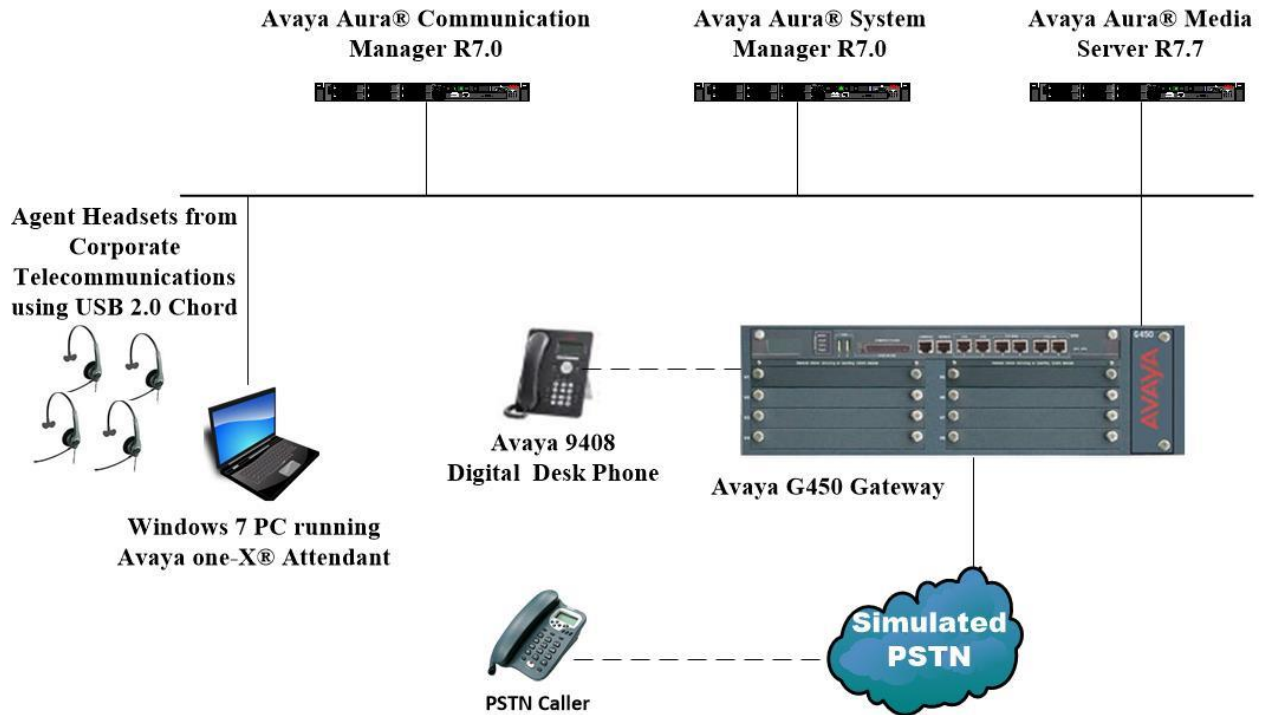 Avaya Aura® Communication
Manager R7.0
Avaya Aura® System
Manager R7.0
Avaya Aura® Media
Server R7.7
Agent Headsets from
Corporate
Telecommunications
using USB 2.0 Chord
Windows 7 PC running
Avaya one-X® Attendant
Avaya 9408
Digital Desk Phone
G450
AVAYA
Avaya G450 Gateway
Simulated
PSTN
PSTN Caller